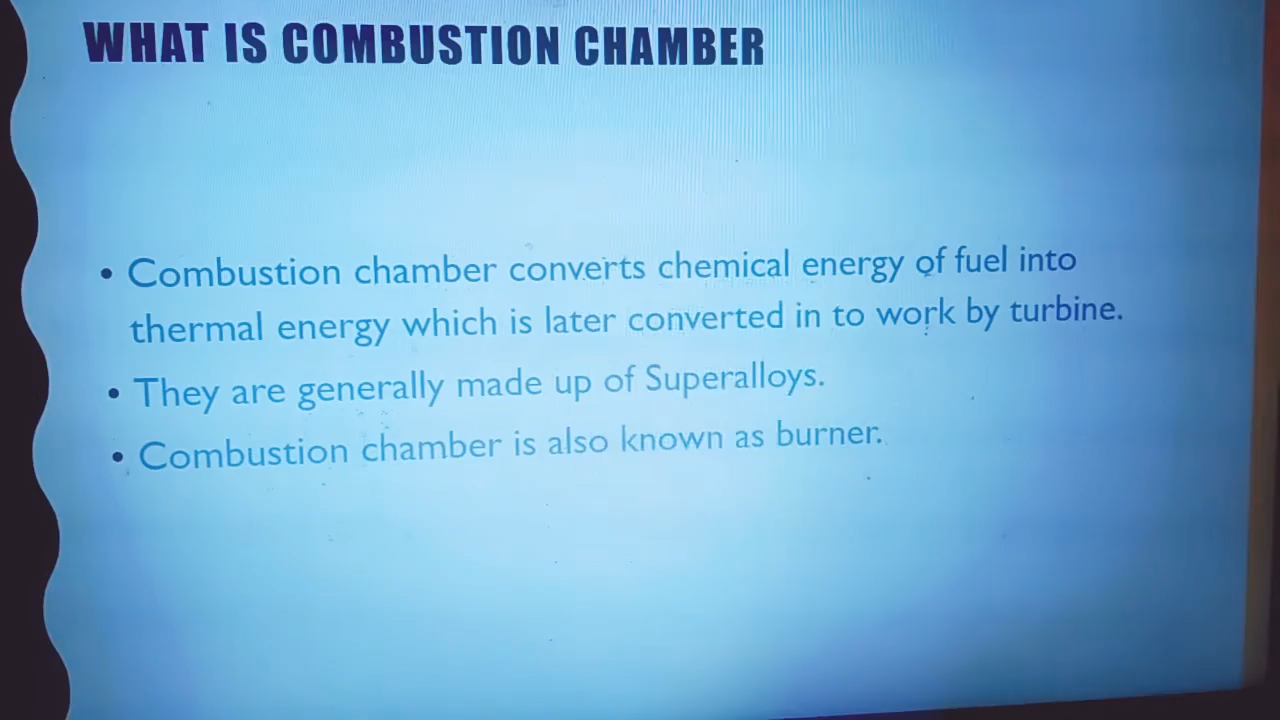 WHAT IS COMBUSTION CHAMBER
• Combustion chamber converts chemical energy of fuel into
thermal energy which is later converted in to work by turbine.
• They are generally made up of Superalloys.
• Combustion chamber is also known as burner.